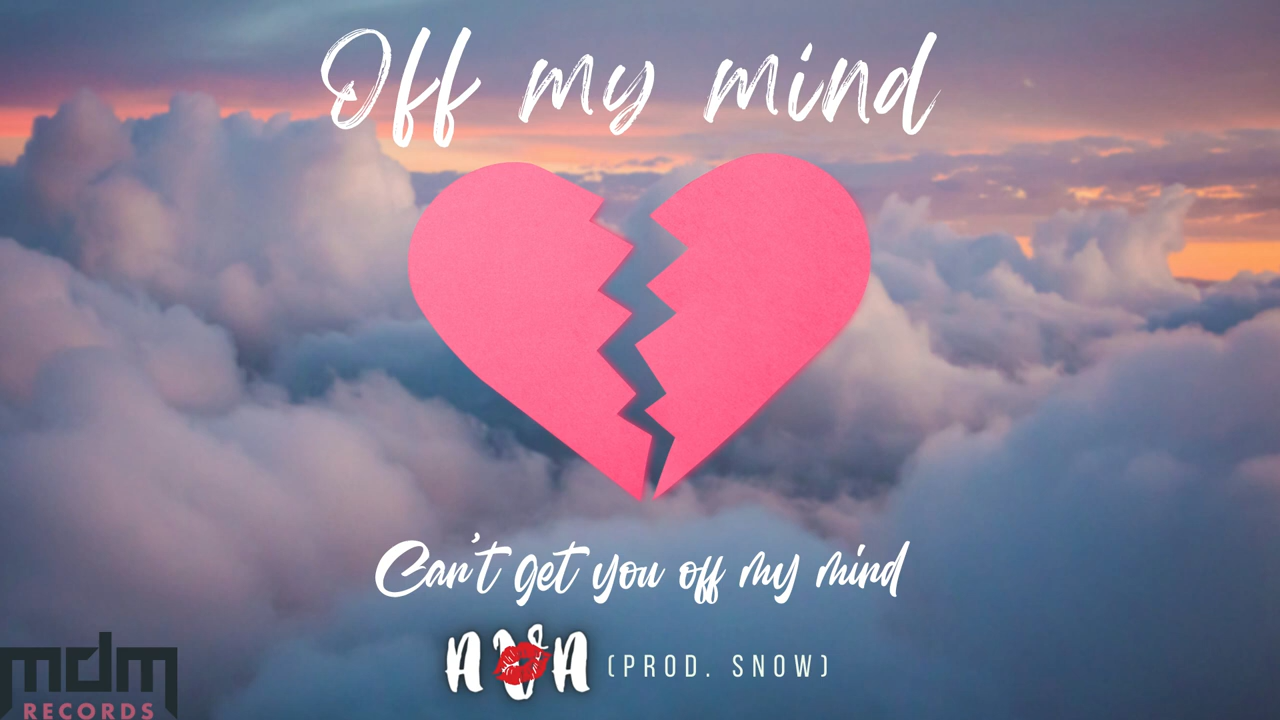 Off my mind
Can't get you off my mind
AVA (PROD. SNOW)
mdm
RECORDS